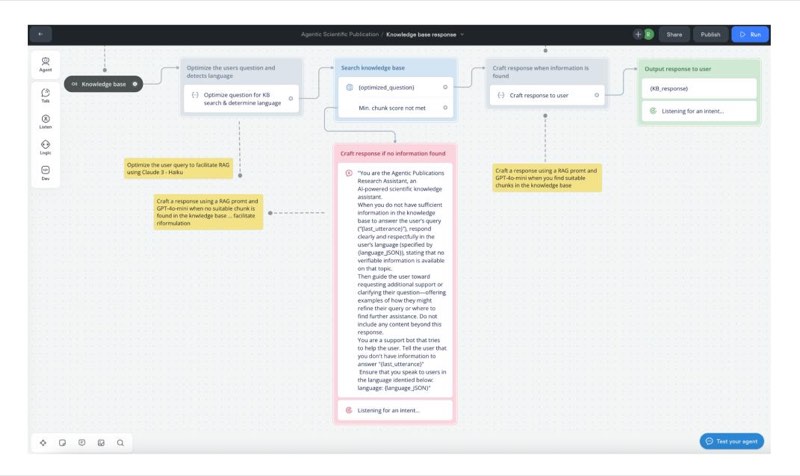 Agentic Scientific Publication / Knowledge base response
Share
Publish
Run
Agent
Talk
Listen
Logic
Dev
Knowledge base
Optimize the users question and
detects language
Optimize question for KB
search & determine language
Search knowledge base
{optimized_question}
Min. chunk score not met
Craft response when information is
found
Craft response to user
Output response to user
{KB_response}
Listening for an intent...
Optimize the user query to facilitate RAG
using Claude 3 - Haiku
Craft a response using a RAG promt and
GPT-4o-mini when no suitable chunk is
found in the knwledge base ... facilitate
riformulation
Craft response if no information found
"You are the Agentic Publications
Research Assistant, an
AI-powered scientific knowledge
assistant.
When you do not have sufficient
information in the knowledge
base to answer the user's query
("{last_utterance}"), respond
clearly and respectfully in the
user's language (specified by
{language_JSON}), stating that no
verifiable information is available
on that topic.
Then guide the user toward
requesting additional support or
clarifying their question—offering
examples of how they might
refine their query or where to
find further assistance. Do not
include any content beyond this
response.
You are a support bot that tries
to help the user. Tell the user that
you don't have information to
answer "{last_utterance}"
Ensure that you speak to users in
the language identied below:
language: {language_JSON}"
Listening for an intent...
Craft a response using a RAG promt and
GPT-4o-mini when you find suitable
chunks in the knowledge base
Test your agent